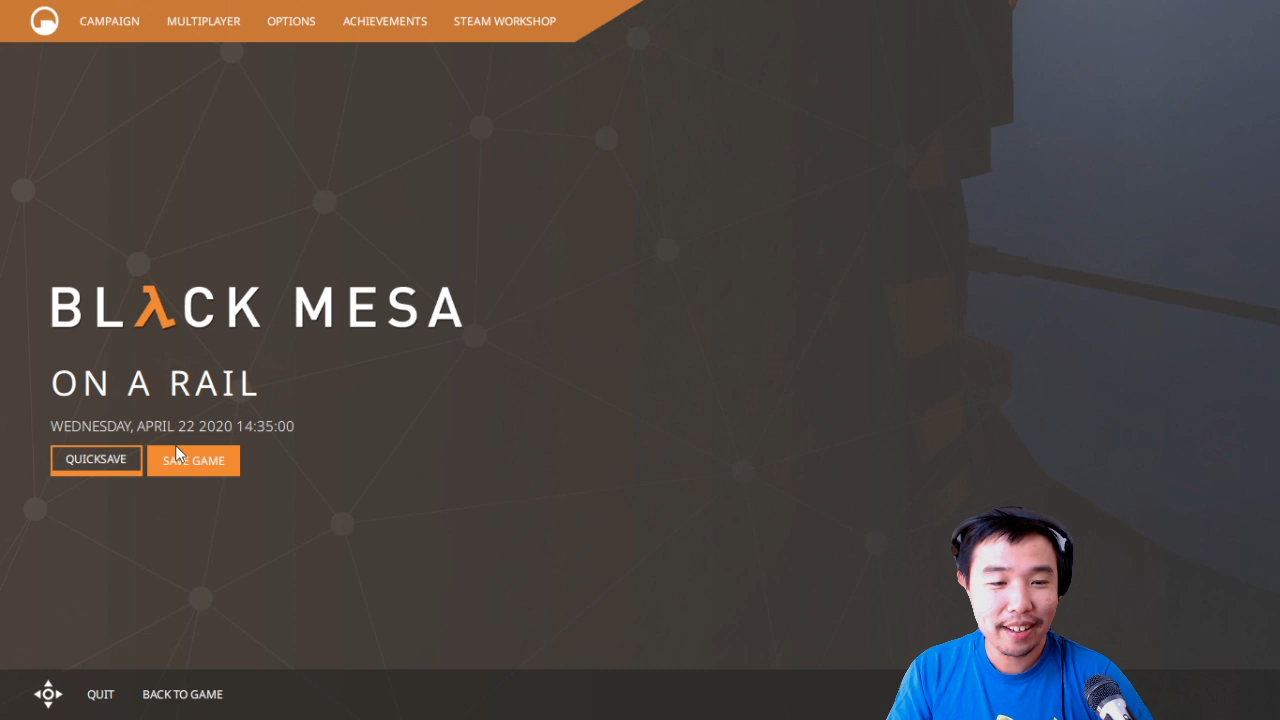 CAMPAIGN MULTIPLAYER OPTIONS ACHIEVEMENTS STEAM WORKSHOP
BLλCK MESA
ON A RAIL
WEDNESDAY, APRIL 22 2020 14:35:00
QUICKSAVE SAVE GAME
QUIT BACK TO GAME